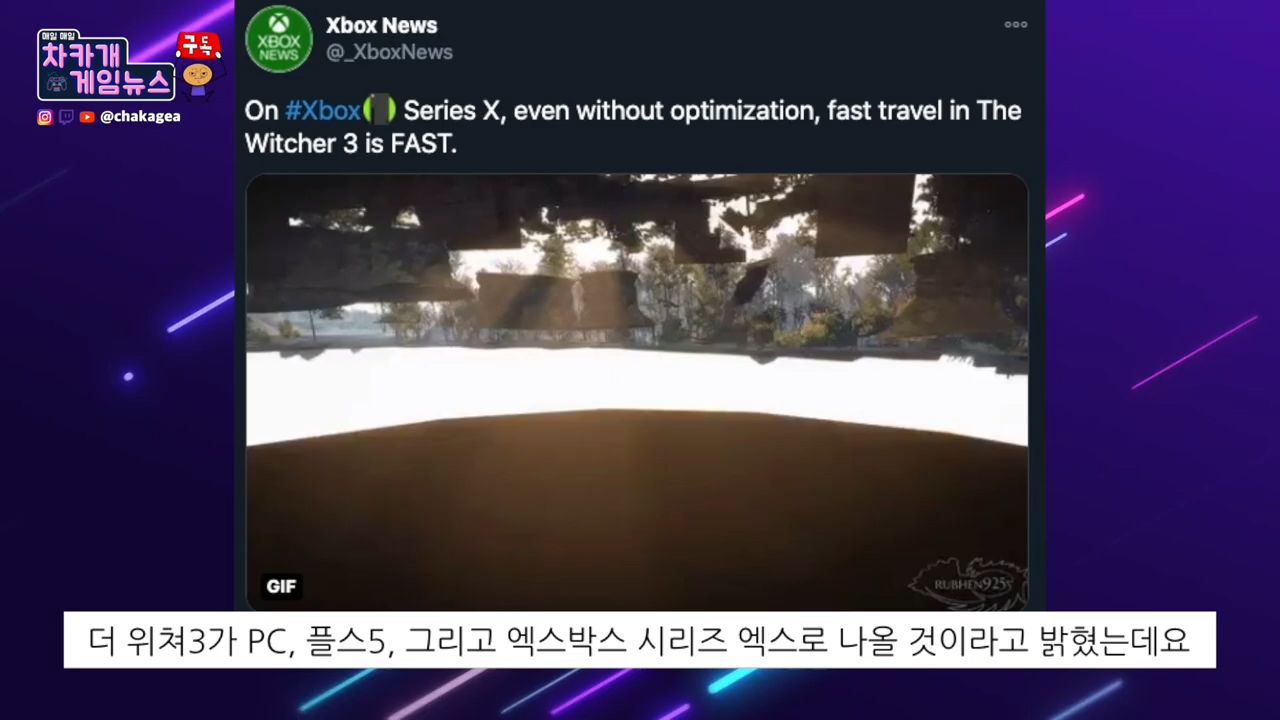 매일 매일
차카개
게임뉴스
구독
@chakagea
XBOX
NEWS
Xbox News
@_XboxNews
On #Xbox Series X, even without optimization, fast travel in The
Witcher 3 is FAST.
GIF
RUBHEN925
더 위쳐3가 PC, 플스5, 그리고 엑스박스 시리즈 엑스로 나올 것이라고 밝혔는데요